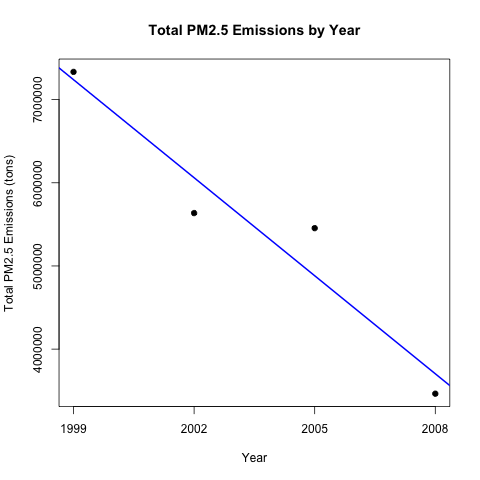 Total PM2.5 Emissions by Year
Total PM2.5 Emissions (tons)
7000000
6000000
5000000
4000000
1999 2002 2005 2008
Year